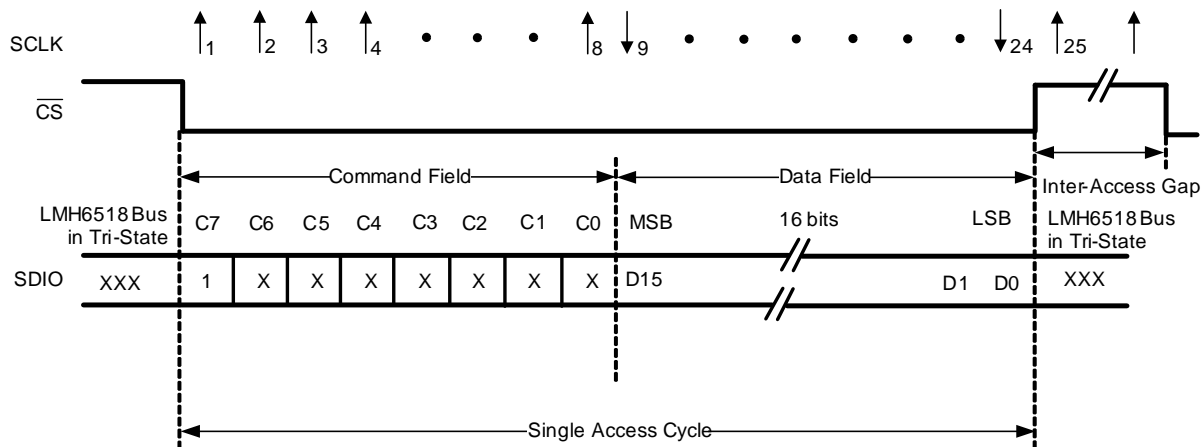 SCLK 1 2 3 4 8 9 24 25
CS
Command Field Data Field
Inter-Access Gap
LMH6518 Bus in Tri-State C7 C6 C5 C4 C3 C2 C1 C0 MSB 16 bits LSB LMH6518 Bus in Tri-State
SDIO XXX 1 X X X X X X X D15 D1 D0 XXX
Single Access Cycle